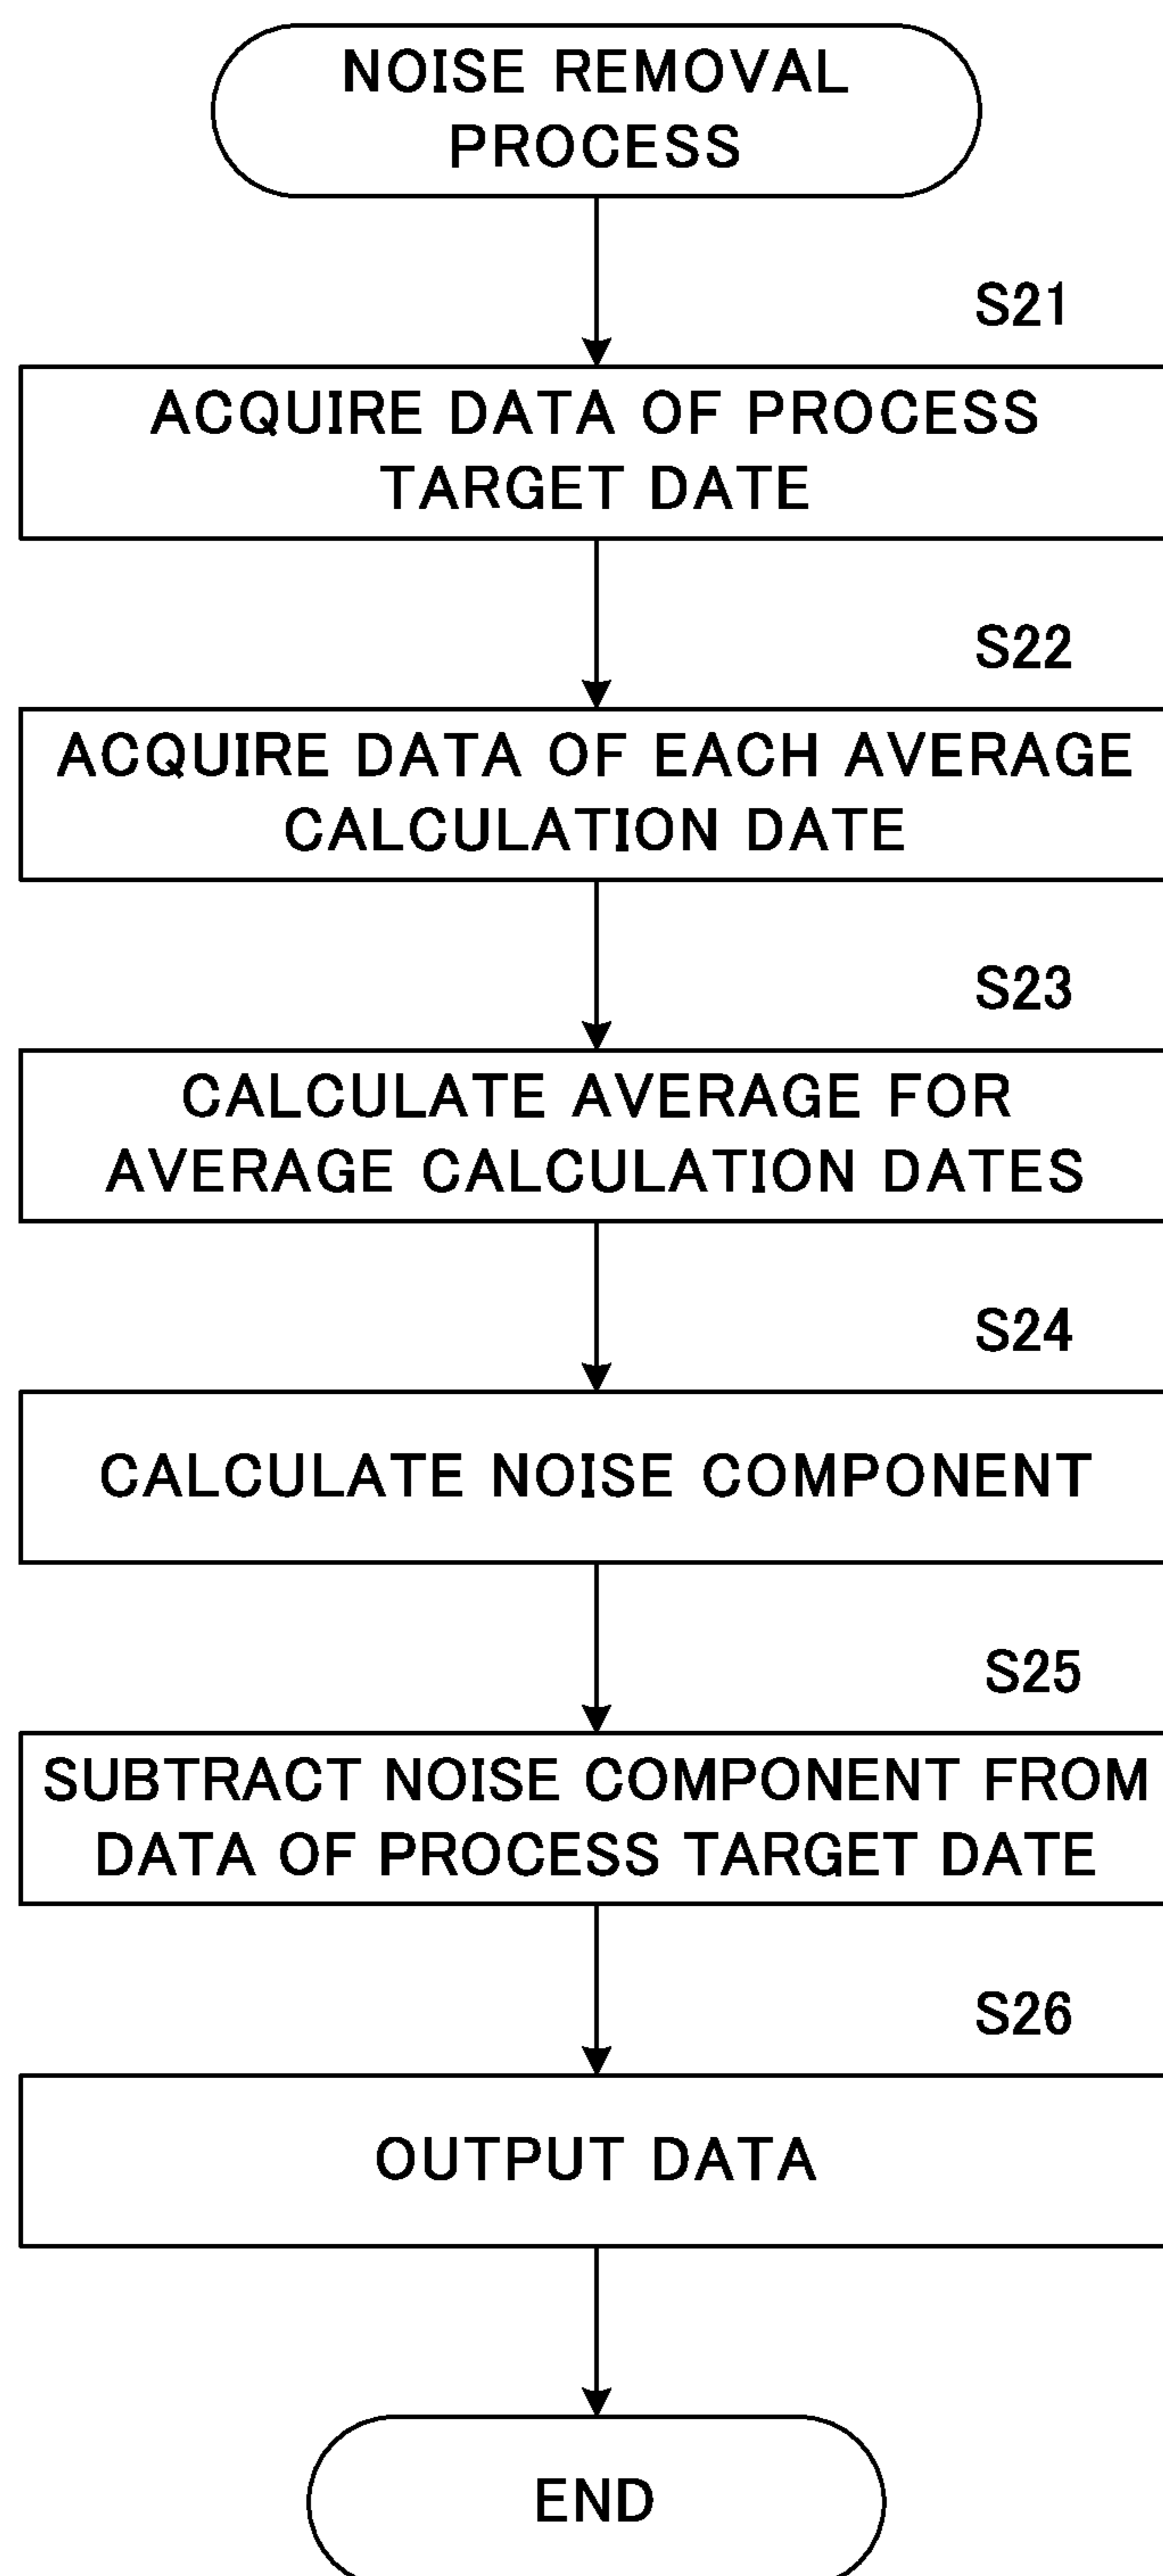 NOISE REMOVAL
PROCESS
S21
ACQUIRE DATA OF PROCESS
TARGET DATE
S22
ACQUIRE DATA OF EACH AVERAGE
CALCULATION DATE
S23
CALCULATE AVERAGE FOR
AVERAGE CALCULATION DATES
S24
CALCULATE NOISE COMPONENT
S25
SUBTRACT NOISE COMPONENT FROM
DATA OF PROCESS TARGET DATE
S26
OUTPUT DATA
END